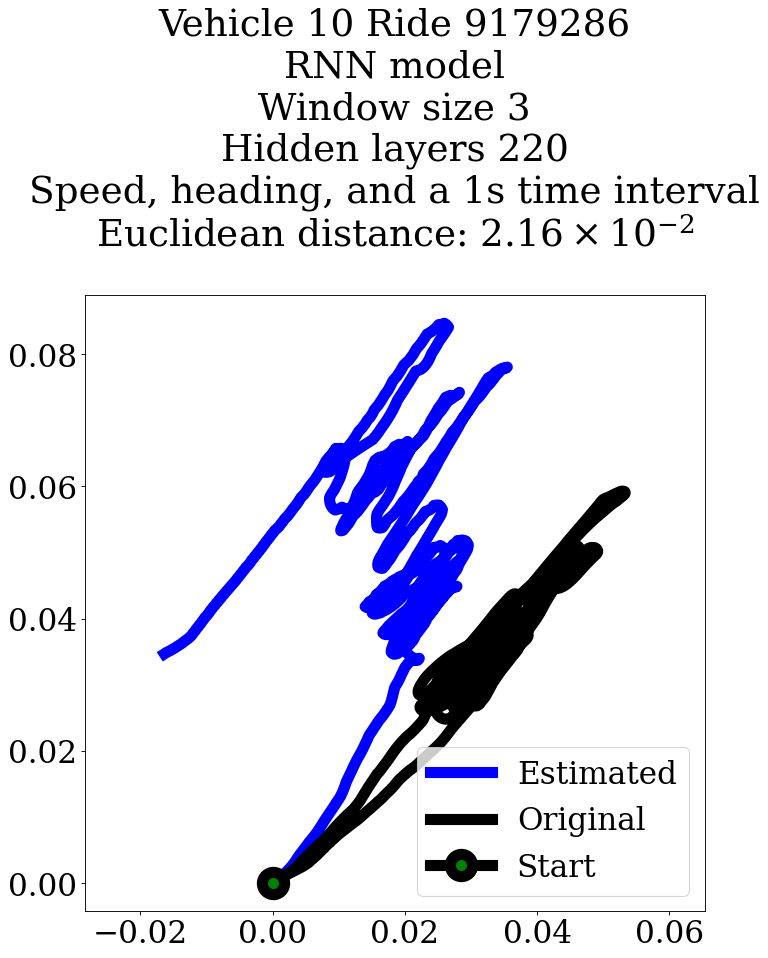 Vehicle 10 Ride 9179286
RNN model
Window size 3
Hidden layers 220
Speed, heading, and a 1s time interval
Euclidean distance: 2.16 × 10⁻²
0.08
0.06
0.04
0.02
0.00
Estimated
Original
Start
−0.02 0.00 0.02 0.04 0.06